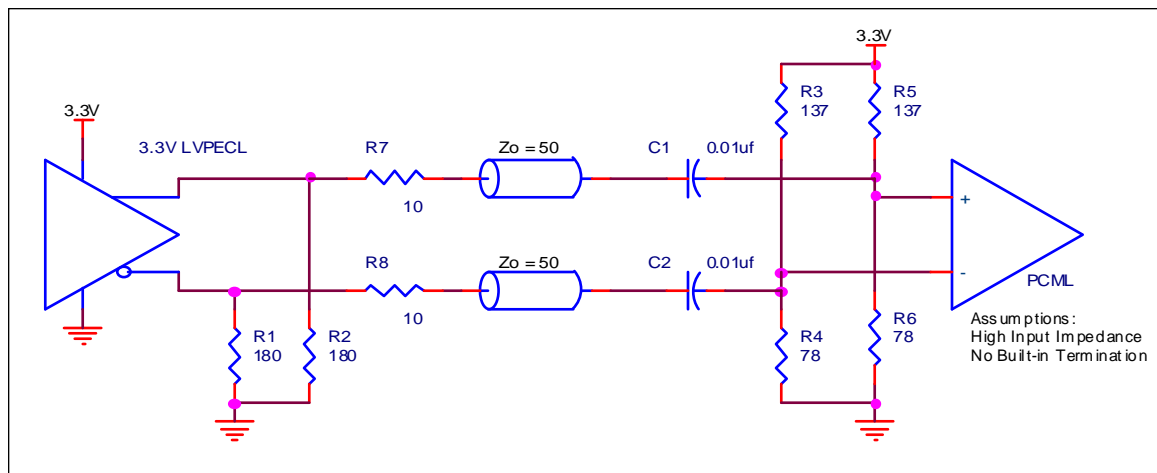 3.3V
3.3V
R3
137
R5
137
3.3V LVPECL
R7
10
Zo = 50
C1
0.01uf
+
R8
10
Zo = 50
C2
0.01uf
-
PCML
R1
180
R2
180
R4
78
R6
78
Assumptions:
High Input Impedance
No Built-in Termination